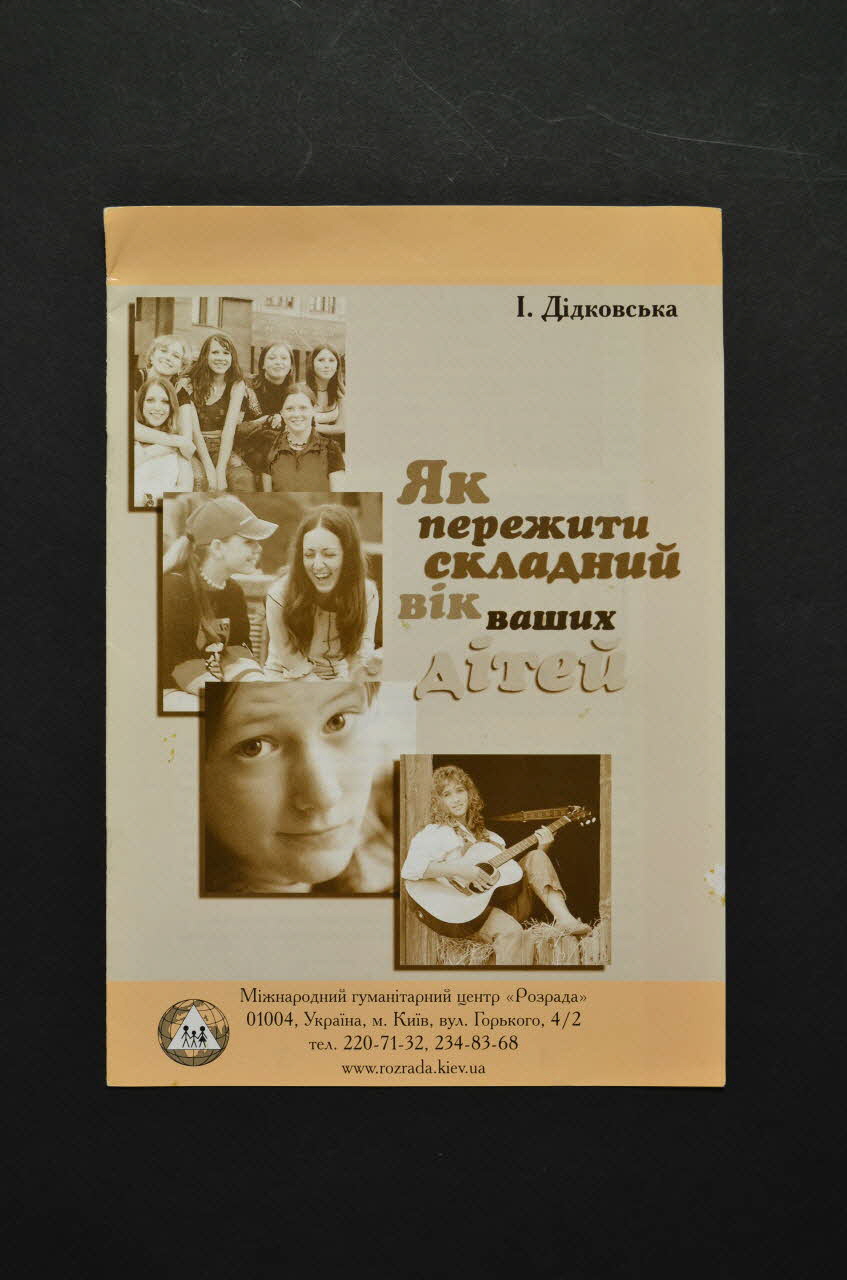 І. Дідковська
Як
пережити
складний
вік ваших
дітей
Міжнародний гуманітарний центр «Розрада»
01004, Україна, м. Київ, вул. Горького, 4/2
тел. 220-71-32, 234-83-68
www.rozrada.kiev.ua